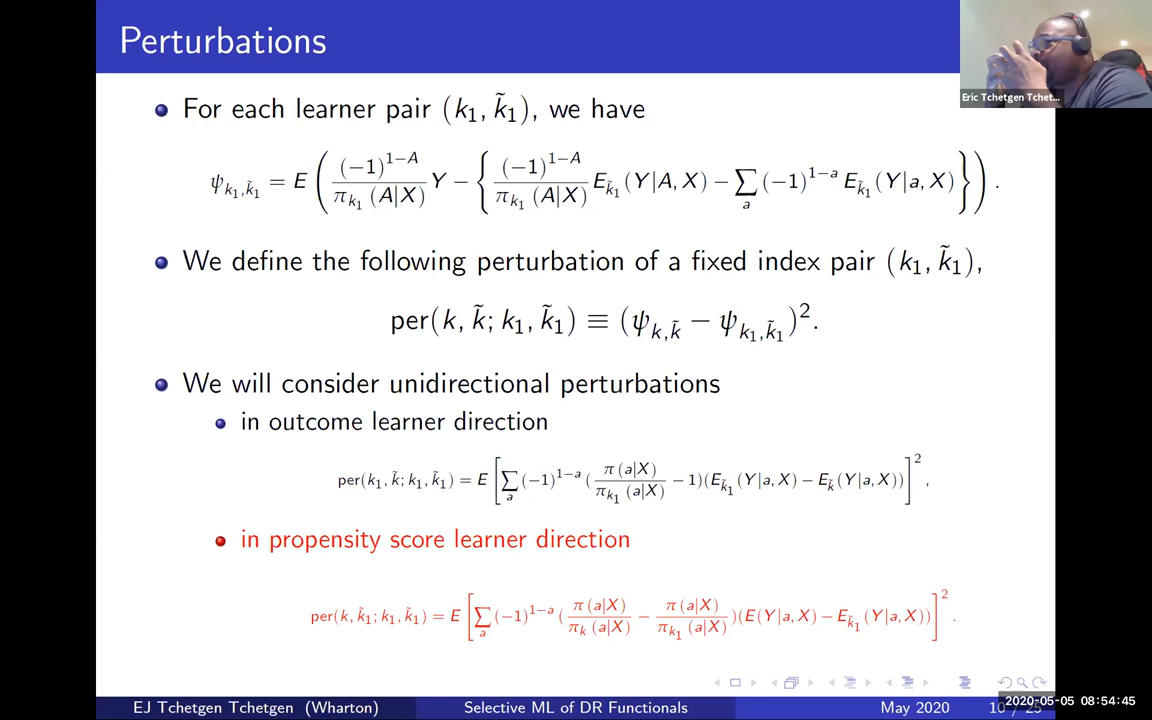 Perturbations
Eric Tchetgen Tchet...
For each learner pair (k₁, k̃₁), we have
ψ_{k₁,k̃₁} = E ( (−1)^{1−A} / π_{k₁} (A|X) Y − { (−1)^{1−A} / π_{k₁} (A|X) E_{k̃₁} (Y|A, X) − ∑_a (−1)^{1−a} E_{k̃₁} (Y|a, X) } ) .
We define the following perturbation of a fixed index pair (k₁, k̃₁),
per(k, k̃; k₁, k̃₁) ≡ (ψ_{k,k̃} − ψ_{k₁,k̃₁})².
We will consider unidirectional perturbations
in outcome learner direction
per(k₁, k̃; k₁, k̃₁) = E [ ∑_a (−1)^{1−a} ( π (a|X) / π_{k₁} (a|X) − 1)(E_{k̃₁} (Y|a, X) − E_{k̃} (Y|a, X)) ]² ,
in propensity score learner direction
per(k, k̃₁; k₁, k̃₁) = E [ ∑_a (−1)^{1−a} ( π (a|X) / π_k (a|X) − π (a|X) / π_{k₁} (a|X) )(E(Y|a, X) − E_{k̃₁} (Y|a, X)) ]² .
EJ Tchetgen Tchetgen (Wharton) Selective ML of DR Functionals May 2020 10 / 25
2020-05-05 08:54:45